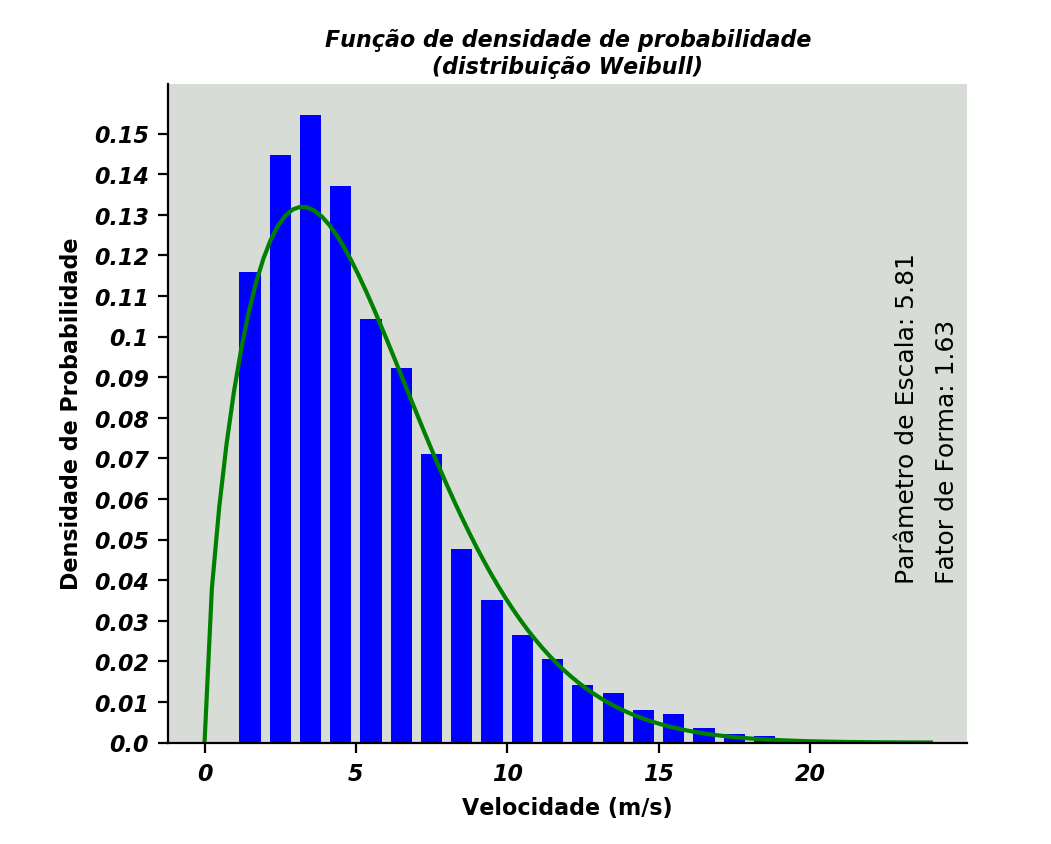 Função de densidade de probabilidade
(distribuição Weibull)
Densidade de Probabilidade
0.15
0.14
0.13
0.12
0.11
0.1
0.09
0.08
0.07
0.06
0.05
0.04
0.03
0.02
0.01
0.0
Parâmetro de Escala: 5.81
Fator de Forma: 1.63
0 5 10 15 20
Velocidade (m/s)